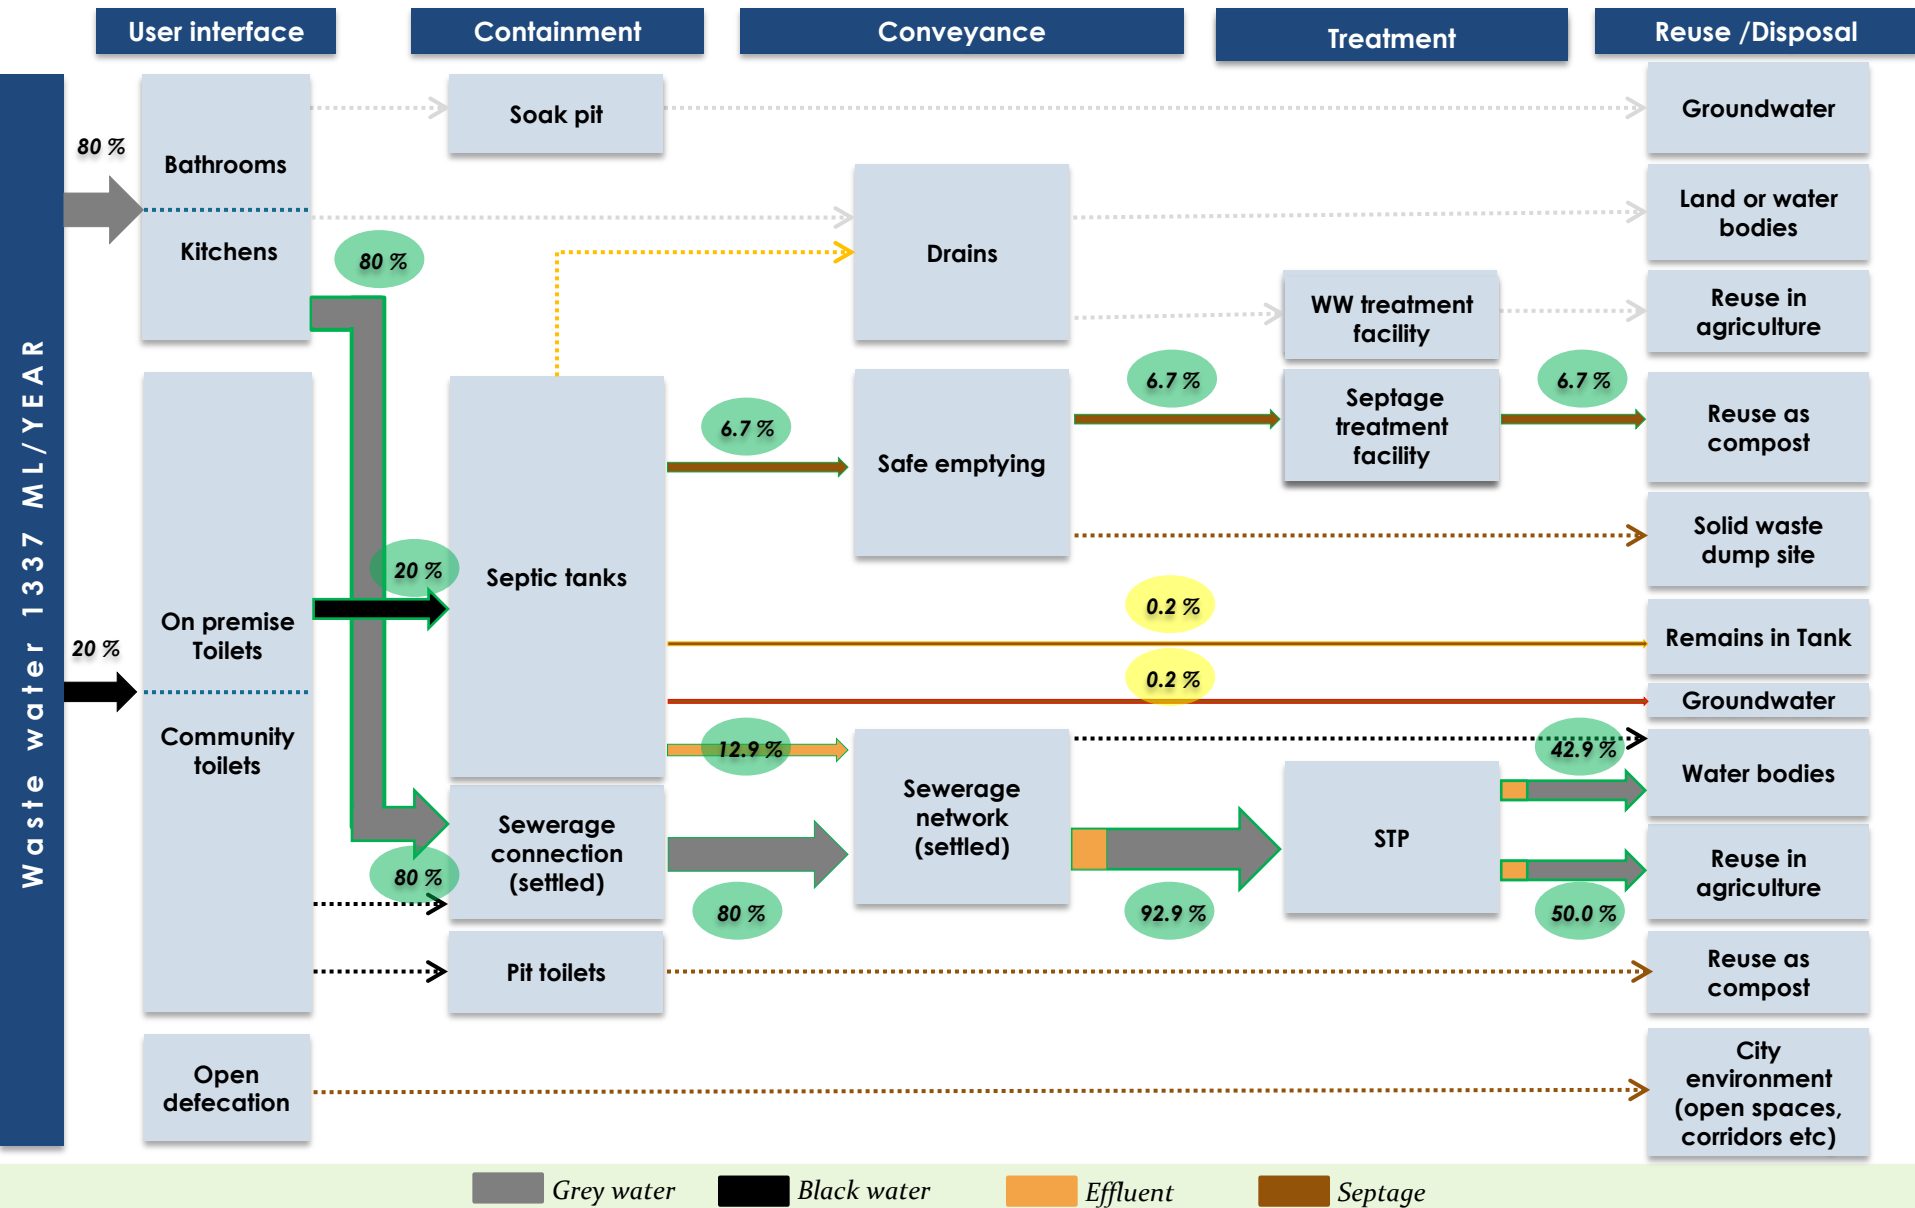 User interface
Containment
Conveyance
Treatment
Reuse /Disposal
Waste water 1337 ML/YEAR
80 %
20 %
Bathrooms
Kitchens
On premise
Toilets
Community
toilets
Open
defecation
80 %
20 %
80 %
Soak pit
Septic tanks
Sewerage
connection
(settled)
Pit toilets
6.7 %
12.9 %
80 %
Drains
Safe emptying
Sewerage
network
(settled)
6.7 %
0.2 %
0.2 %
92.9 %
WW treatment
facility
Septage
treatment
facility
STP
6.7 %
42.9 %
50.0 %
Groundwater
Land or water
bodies
Reuse in
agriculture
Reuse as
compost
Solid waste
dump site
Remains in Tank
Groundwater
Water bodies
Reuse in
agriculture
Reuse as
compost
City
environment
(open spaces,
corridors etc)
Grey water
Black water
Effluent
Septage